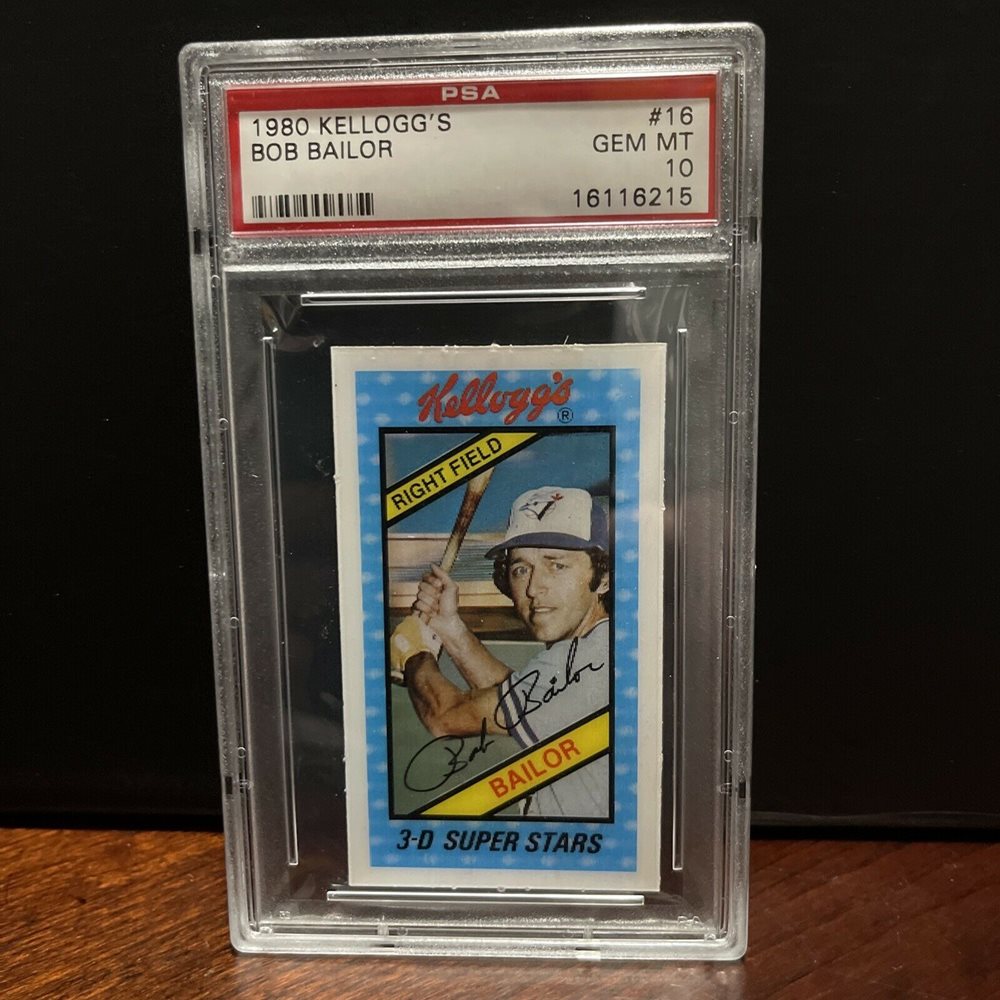 PSA
1980 KELLOGG'S #16
BOB BAILOR GEM MT
10
16116215
Kellogg's®
RIGHT FIELD
Bob Bailor
BAILOR
3-D SUPER STARS
PSA